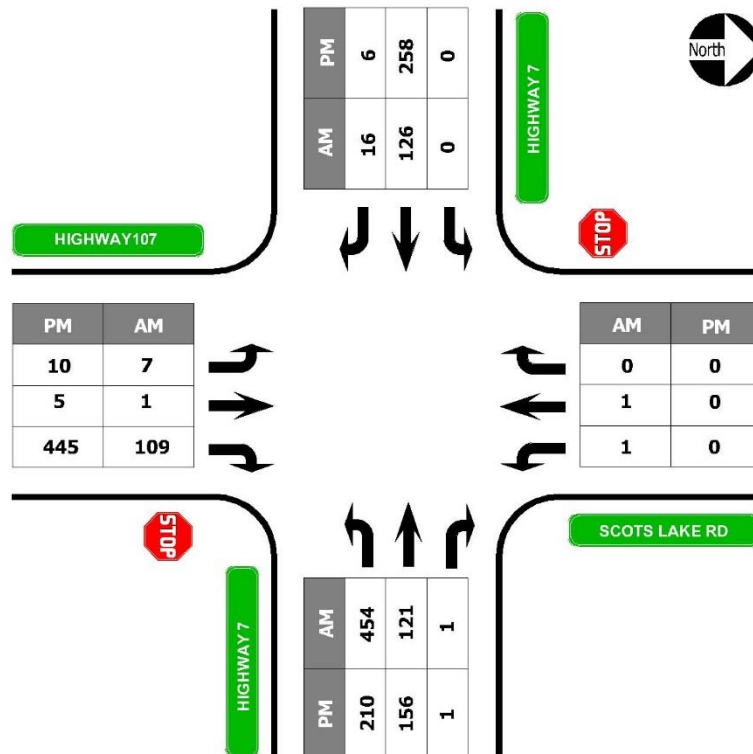 PM 6 258 0
AM 16 126 0
HIGHWAY 7
North
STOP
HIGHWAY107
PM AM
10 7
5 1
445 109
AM PM
0 0
1 0
1 0
STOP
SCOTS LAKE RD
HIGHWAY 7
AM 454 121 1
PM 210 156 1